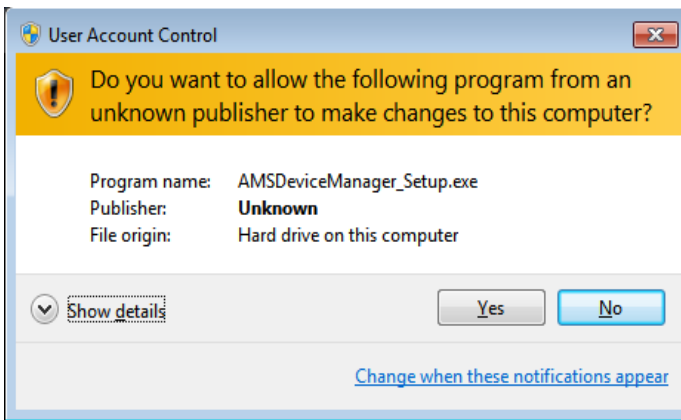 User Account Control
Do you want to allow the following program from an
unknown publisher to make changes to this computer?
Program name: AMSDeviceManager_Setup.exe
Publisher: Unknown
File origin: Hard drive on this computer
Show details
Yes
No
Change when these notifications appear